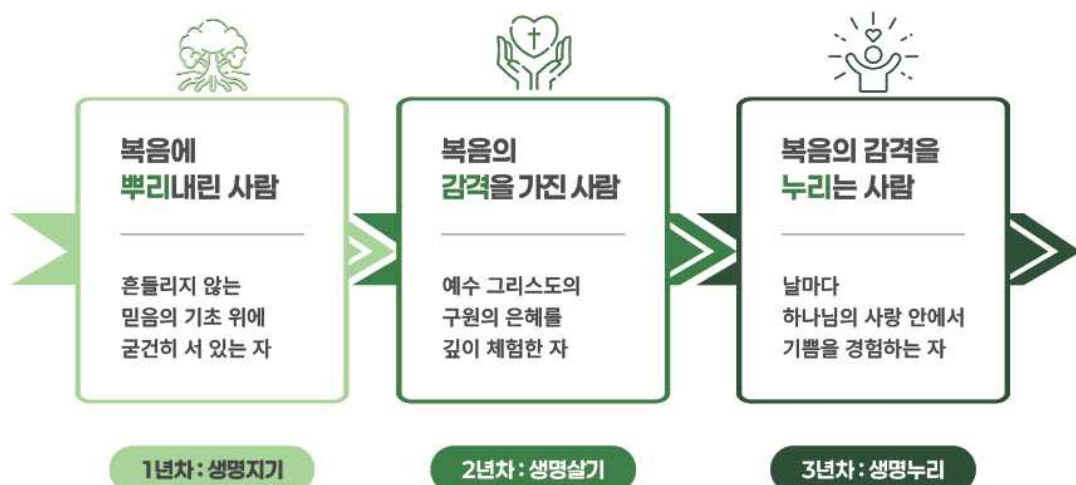 복음에
뿌리내린 사람
흔들리지 않는
믿음의 기초 위에
굳건히 서 있는 자
1년차 : 생명지기
복음의
감격을 가진 사람
예수 그리스도의
구원의 은혜를
깊이 체험한 자
2년차 : 생명살기
복음의 감격을
누리는 사람
날마다
하나님의 사랑 안에서
기쁨을 경험하는 자
3년차 : 생명누리